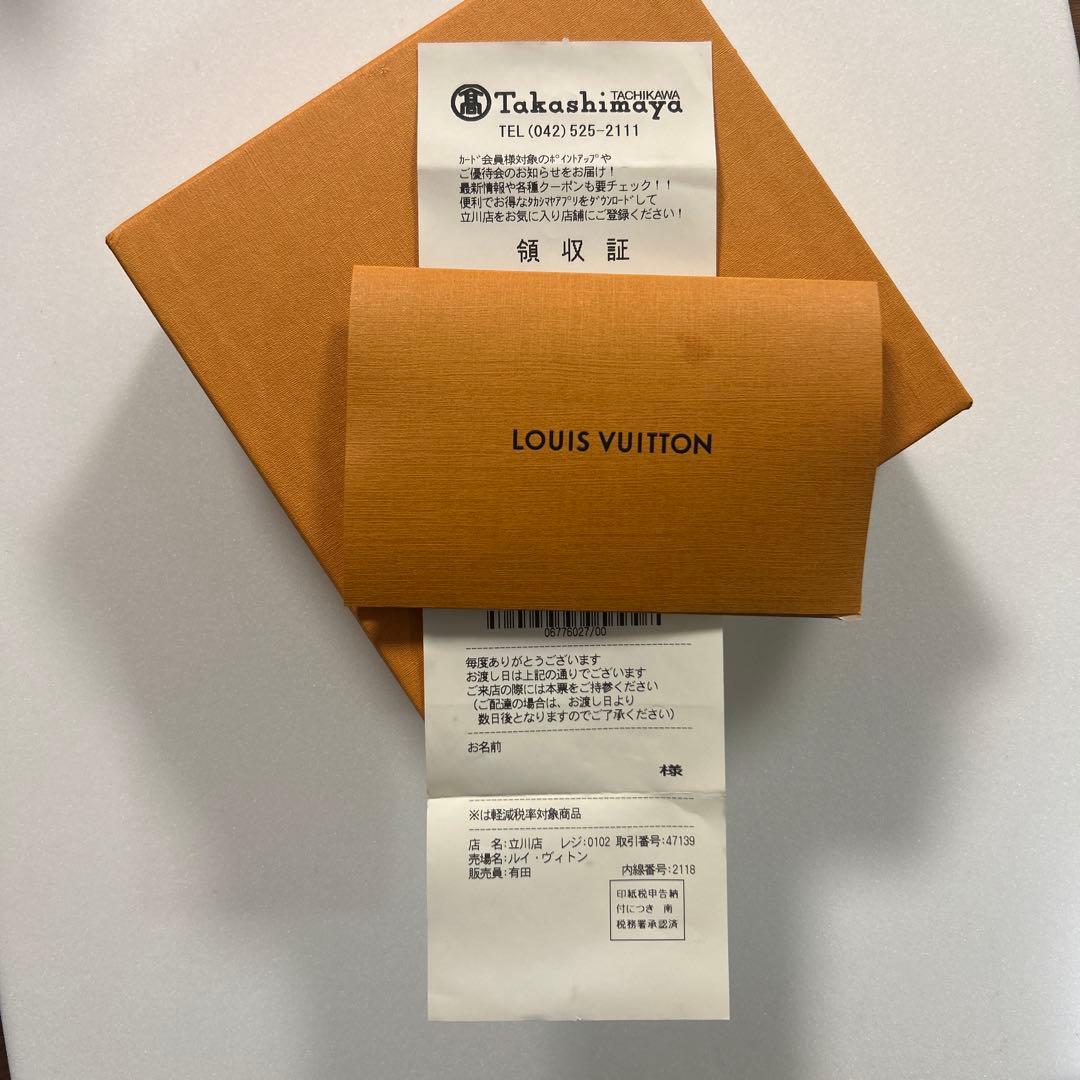 髙 Takashimaya TACHIKAWA
TEL(042)525-2111
ｶｰﾄﾞ会員様対象のﾎﾟｲﾝﾄｱｯﾌﾟや
ご優待会のお知らせをお届け!
最新情報や各種クーポンも要チェック!!
便利でお得なﾀｶｼﾏﾔアプリをﾀﾞｳﾝﾛｰﾄﾞして
立川店をお気に入り店舗にご登録ください!
領収証
LOUIS VUITTON
06776027/00
毎度ありがとうございます
お渡し日は上記の通りでございます
ご来店の際には本票をご持参ください
(ご配達の場合は、お渡し日より
数日後となりますのでご了承ください)
お名前
様
※は軽減税率対象商品
店 名:立川店 レジ:0102 取引番号:47139
売場名:ルイ・ヴィトン
販売員:有田 内線番号:2118
印紙税申告納
付につき 南
税務署承認済